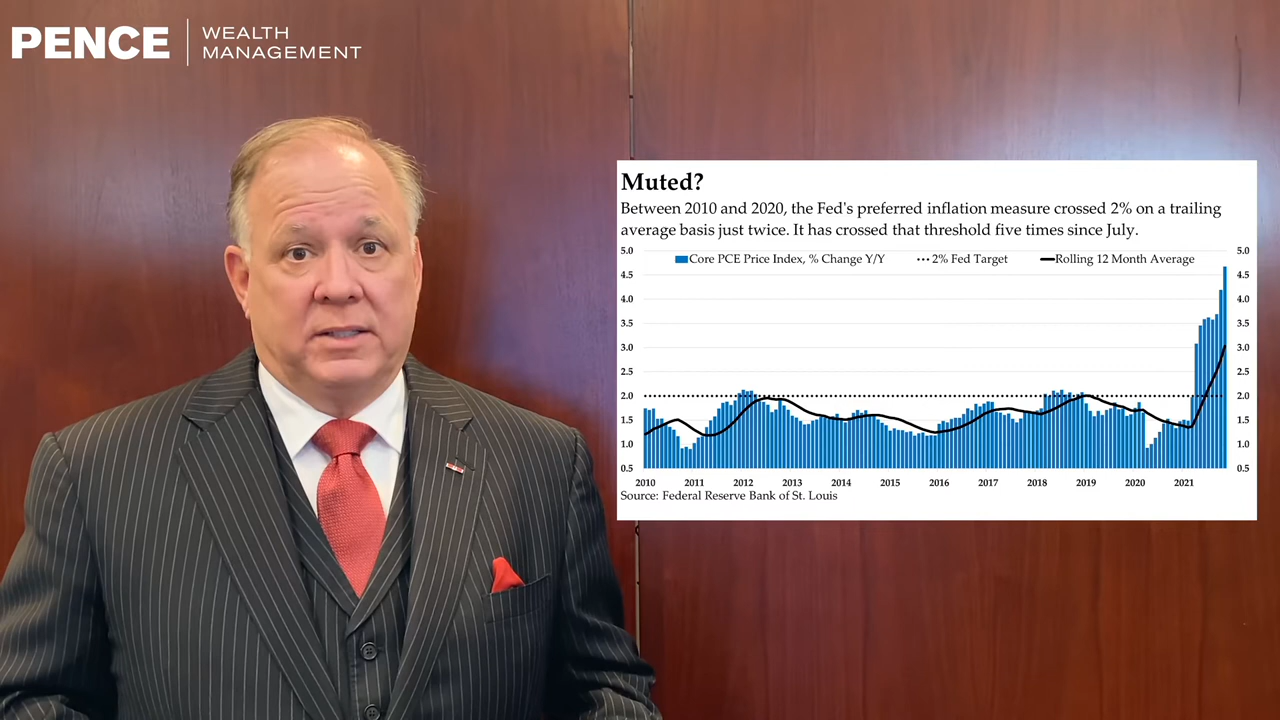 PENCE
WEALTH
MANAGEMENT
Muted?
Between 2010 and 2020, the Fed's preferred inflation measure crossed 2% on a trailing
average basis just twice. It has crossed that threshold five times since July.
5.0 5.0
Core PCE Price Index, % Change Y/Y 2% Fed Target Rolling 12 Month Average
4.5 4.5
4.0 4.0
3.5 3.5
3.0 3.0
2.5 2.5
2.0 2.0
1.5 1.5
1.0 1.0
0.5 0.5
2010 2011 2012 2013 2014 2015 2016 2017 2018 2019 2020 2021
Source: Federal Reserve Bank of St. Louis